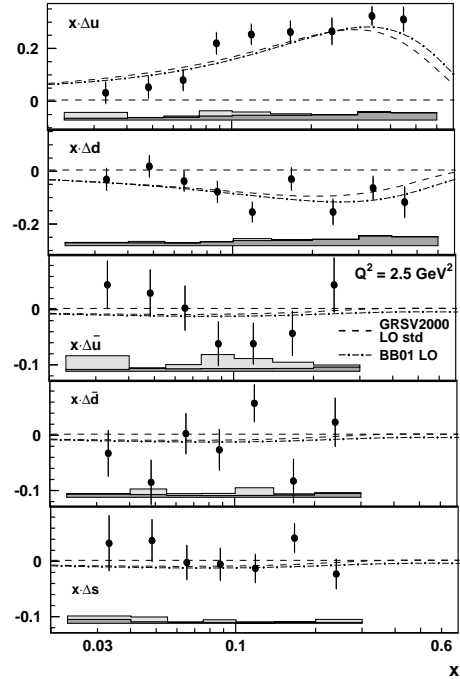 x·Δu
0.2
0
x·Δd
0
-0.2
Q² = 2.5 GeV²
0
GRSV2000
LO std
x·Δū
BB01 LO
-0.1
x·Δd̄
0
-0.1
x·Δs
0
-0.1
0.03
0.1
0.6
x